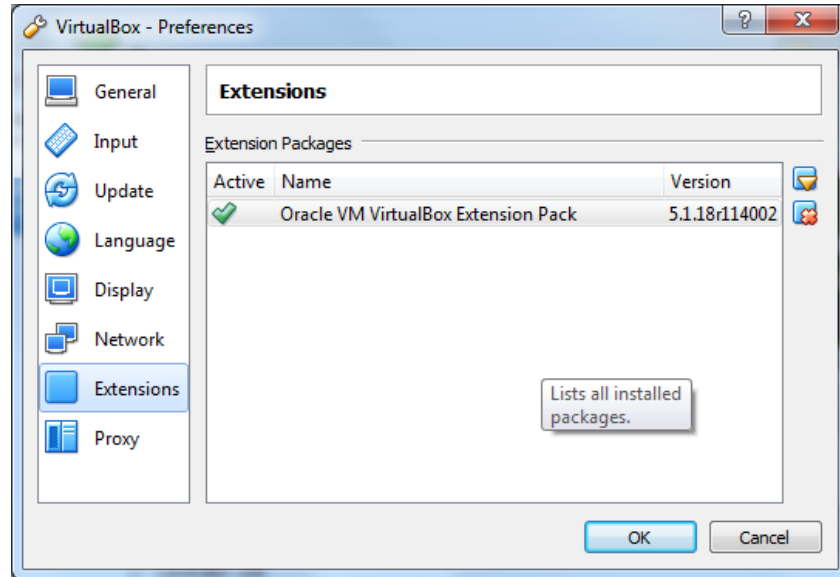 VirtualBox - Preferences
General
Input
Update
Language
Display
Network
Extensions
Proxy
Extensions
Extension Packages
Active Name Version
Oracle VM VirtualBox Extension Pack 5.1.18r114002
Lists all installed
packages.
OK Cancel